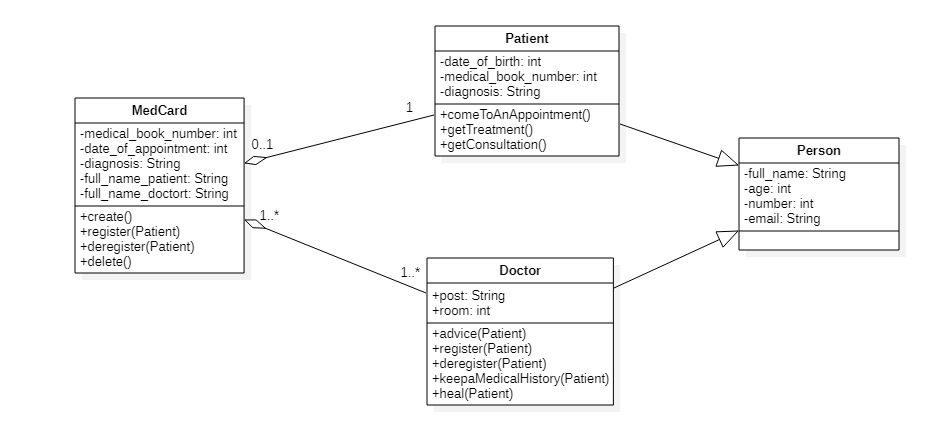 Patient
-date_of_birth: int
-medical_book_number: int
-diagnosis: String
+comeToAnAppointment()
+getTreatment()
+getConsultation()
MedCard
-medical_book_number: int
-date_of_appointment: int
-diagnosis: String
-full_name_patient: String
-full_name_doctort: String
+create()
+register(Patient)
+deregister(Patient)
+delete()
0..1
1
1..*
1..*
Person
-full_name: String
-age: int
-number: int
-email: String
Doctor
+post: String
+room: int
+advice(Patient)
+register(Patient)
+deregister(Patient)
+keepaMedicalHistory(Patient)
+heal(Patient)